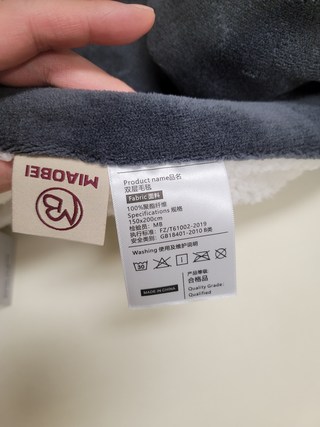 MIAOBEI
MB
Product name品名
双层毛毯
Fabric 面料
100%聚酯纤维
Specifications 规格
150x200cm
检验员: MB
执行标准: FZ/T61002-2019
安全类别: GB18401-2010 B类
Washing 使用及维护说明
30
产品等级:
合格品
MADE IN CHINA
Quality Grade:
Qualified